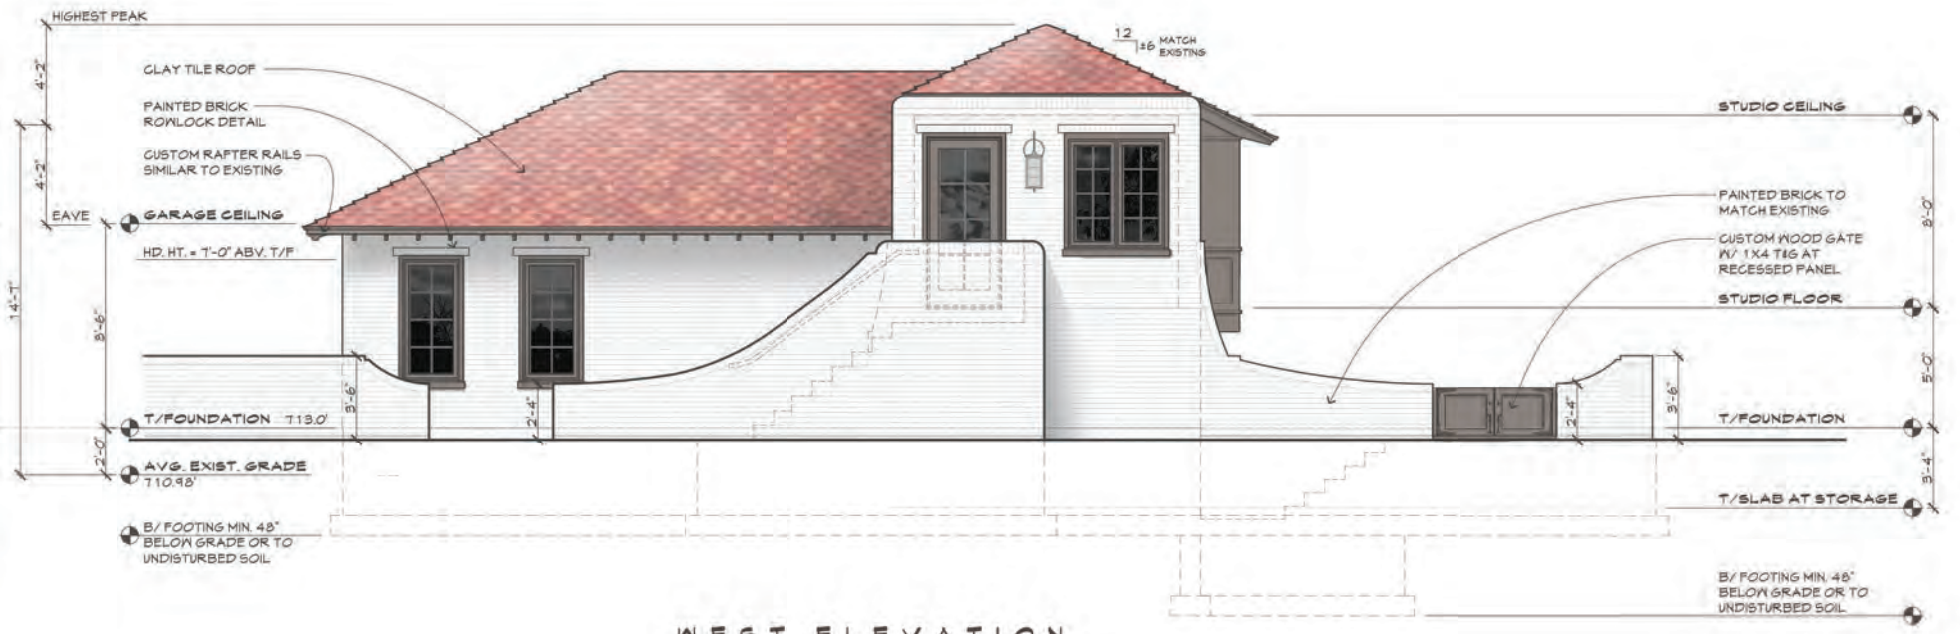 HIGHEST PEAK
4'-2"
CLAY TILE ROOF
PAINTED BRICK
ROWLOCK DETAIL
CUSTOM RAFTER RAILS
SIMILAR TO EXISTING
4'-2"
EAVE
GARAGE CEILING
HD. HT. = 7'-0" ABV. T/F
14'-7"
8'-6"
3'-6"
2'-4"
T/FOUNDATION 713.0'
2'-0"
AVG. EXIST. GRADE
710.98'
B/ FOOTING MIN. 48"
BELOW GRADE OR TO
UNDISTURBED SOIL
12
±6 MATCH
EXISTING
STUDIO CEILING
PAINTED BRICK TO
MATCH EXISTING
8'-0"
CUSTOM WOOD GATE
W/ 1X4 T&G AT
RECESSED PANEL
STUDIO FLOOR
5'-0"
2'-4"
3'-6"
T/FOUNDATION
3'-4"
T/SLAB AT STORAGE
B/ FOOTING MIN. 48"
BELOW GRADE OR TO
UNDISTURBED SOIL
WEST ELEVATION